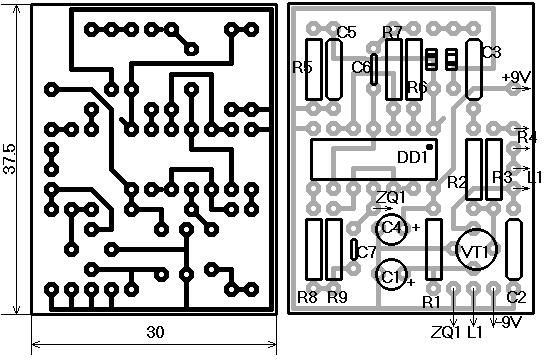 R7
C5
C3
R5
C6
R6
+9V
37.5
R4
DD1
R2
R3
L1
ZQ1
C4 +
C7
VT1
C1 +
R8 R9
R1
C2
-9V
30
ZQ1 L1